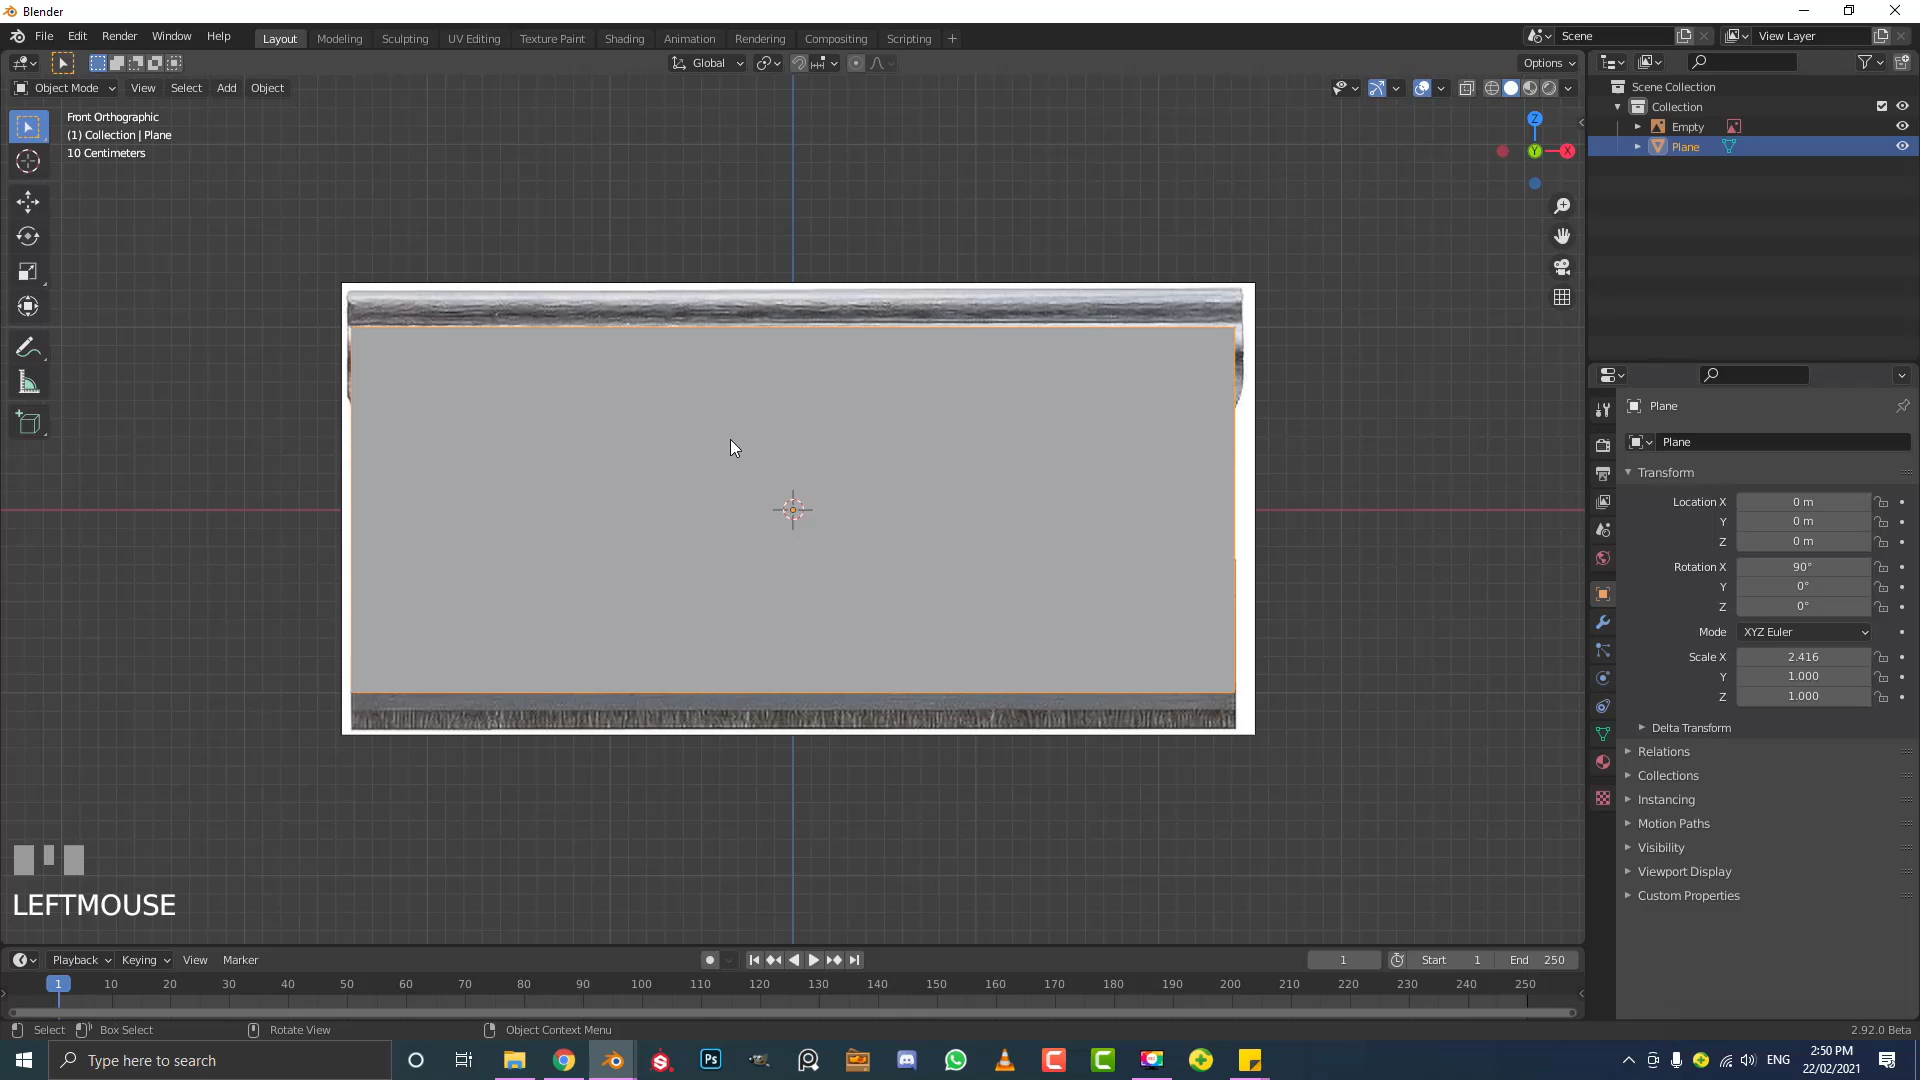 Blender
File Edit Render Window Help
Layout Modeling Sculpting UV Editing Texture Paint Shading Animation Rendering Compositing Scripting +
Scene
View Layer
Global
Options
Object Mode View Select Add Object
Front Orthographic
(1) Collection | Plane
10 Centimeters
Z
Y
X
Scene Collection
Collection
Empty
Plane
Plane
Plane
Transform
Location X 0 m
Y 0 m
Z 0 m
Rotation X 90°
Y 0°
Z 0°
Mode XYZ Euler
Scale X 2.416
Y 1.000
Z 1.000
Delta Transform
Relations
Collections
Instancing
Motion Paths
Visibility
Viewport Display
Custom Properties
LEFTMOUSE
Playback Keying View Marker
1 Start 1 End 250
1 10 20 30 40 50 60 70 80 90 100 110 120 130 140 150 160 170 180 190 200 210 220 230 240 250
Select Box Select Rotate View Object Context Menu
2.92.0 Beta
Type here to search
Ps
ENG
2:50 PM
22/02/2021